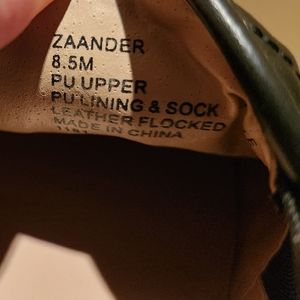 ZAANDER
8.5M
PU UPPER
PU LINING & SOCK
LEATHER FLOCKED
MADE IN CHINA